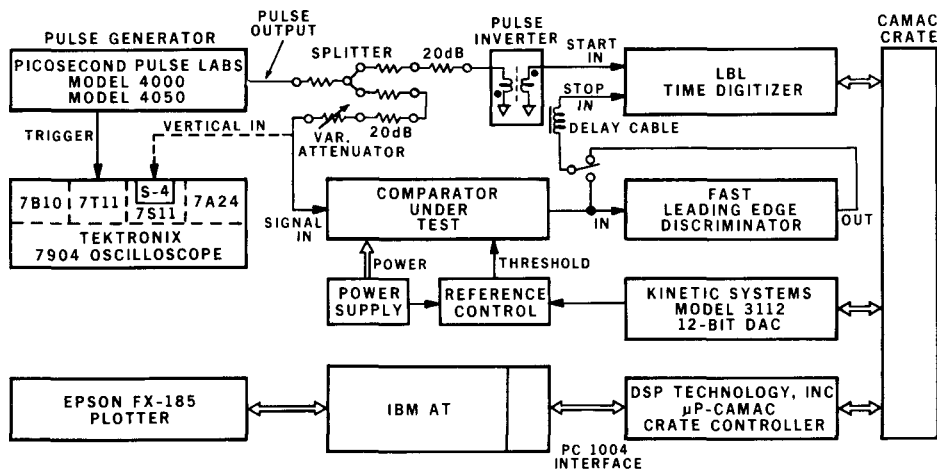 PULSE GENERATOR
PICOSECOND PULSE LABS
MODEL 4000
MODEL 4050
PULSE
OUTPUT
SPLITTER
20dB
PULSE
INVERTER
START
IN
LBL
TIME DIGITIZER
CAMAC
CRATE
STOP
IN
DELAY CABLE
TRIGGER
VERTICAL IN
VAR.
ATTENUATOR
20dB
7B10
7T11
S-4
7S11
7A24
TEKTRONIX
7904 OSCILLOSCOPE
SIGNAL
IN
COMPARATOR
UNDER
TEST
IN
FAST
LEADING EDGE
DISCRIMINATOR
OUT
POWER
THRESHOLD
POWER
SUPPLY
REFERENCE
CONTROL
KINETIC SYSTEMS
MODEL 3112
12-BIT DAC
EPSON FX-185
PLOTTER
IBM AT
PC 1004
INTERFACE
DSP TECHNOLOGY, INC
µP-CAMAC
CRATE CONTROLLER